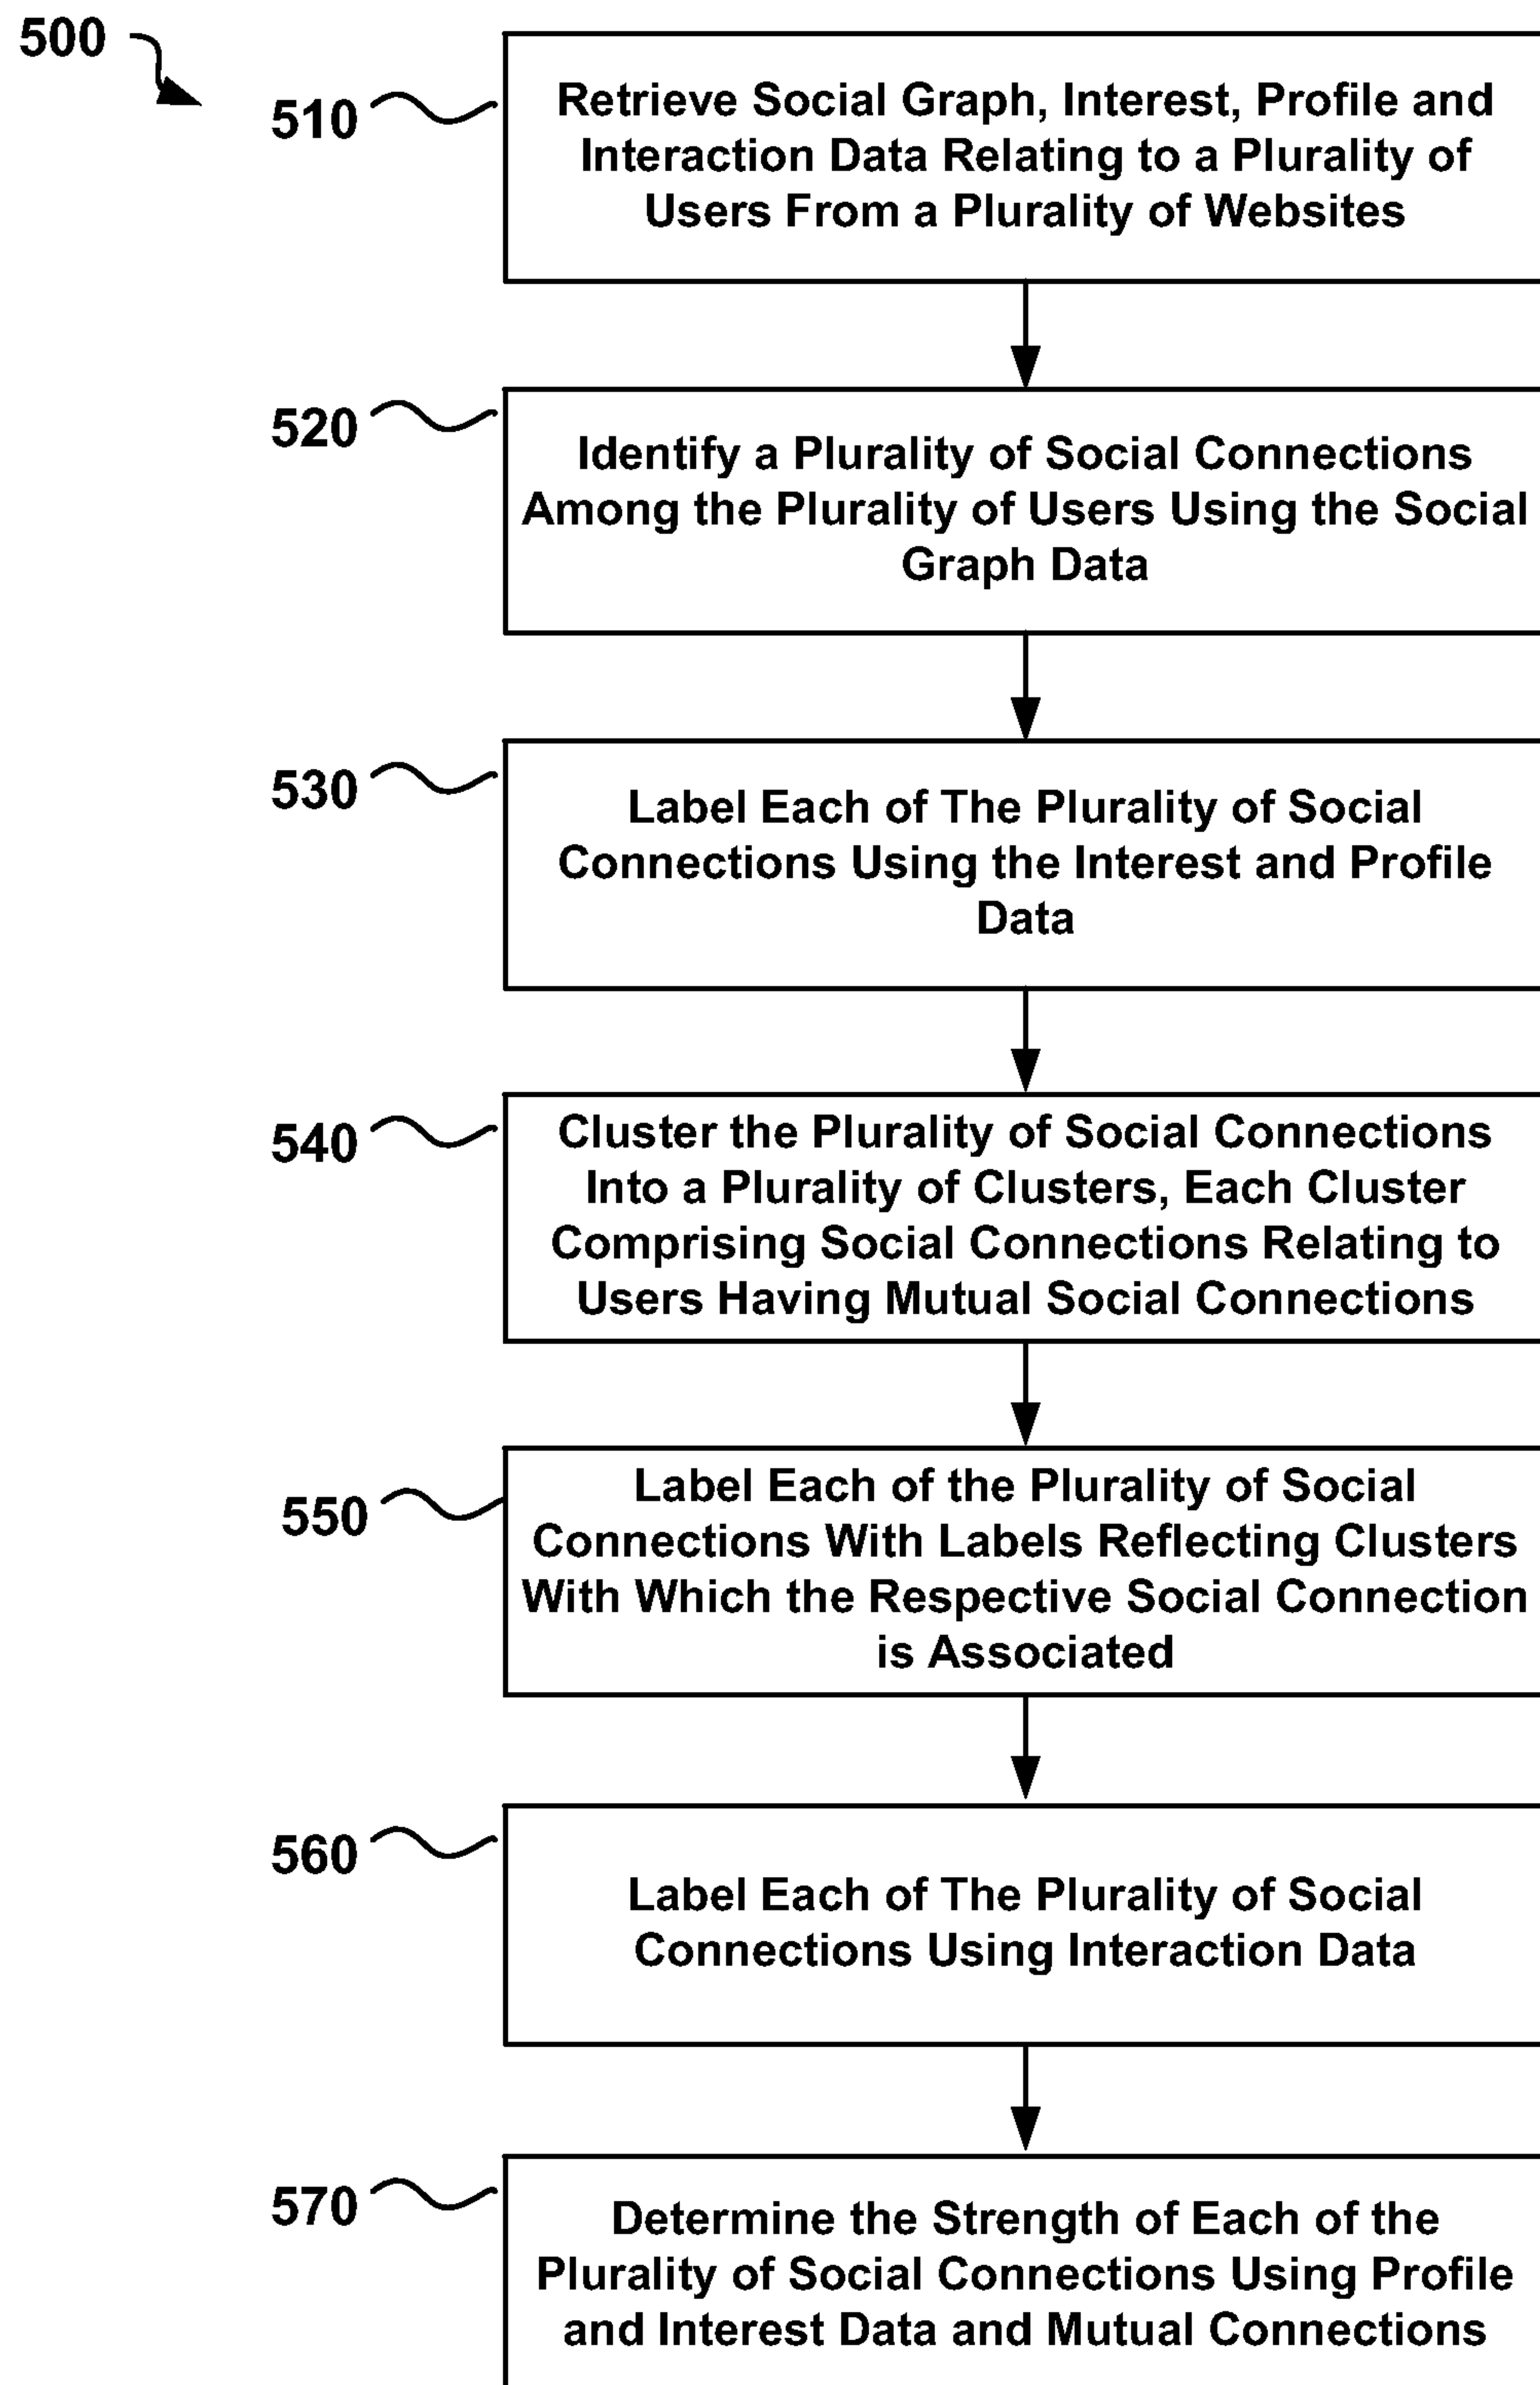 500
510
Retrieve Social Graph, Interest, Profile and
Interaction Data Relating to a Plurality of
Users From a Plurality of Websites
520
Identify a Plurality of Social Connections
Among the Plurality of Users Using the Social
Graph Data
530
Label Each of The Plurality of Social
Connections Using the Interest and Profile
Data
540
Cluster the Plurality of Social Connections
Into a Plurality of Clusters, Each Cluster
Comprising Social Connections Relating to
Users Having Mutual Social Connections
550
Label Each of the Plurality of Social
Connections With Labels Reflecting Clusters
With Which the Respective Social Connection
is Associated
560
Label Each of The Plurality of Social
Connections Using Interaction Data
570
Determine the Strength of Each of the
Plurality of Social Connections Using Profile
and Interest Data and Mutual Connections